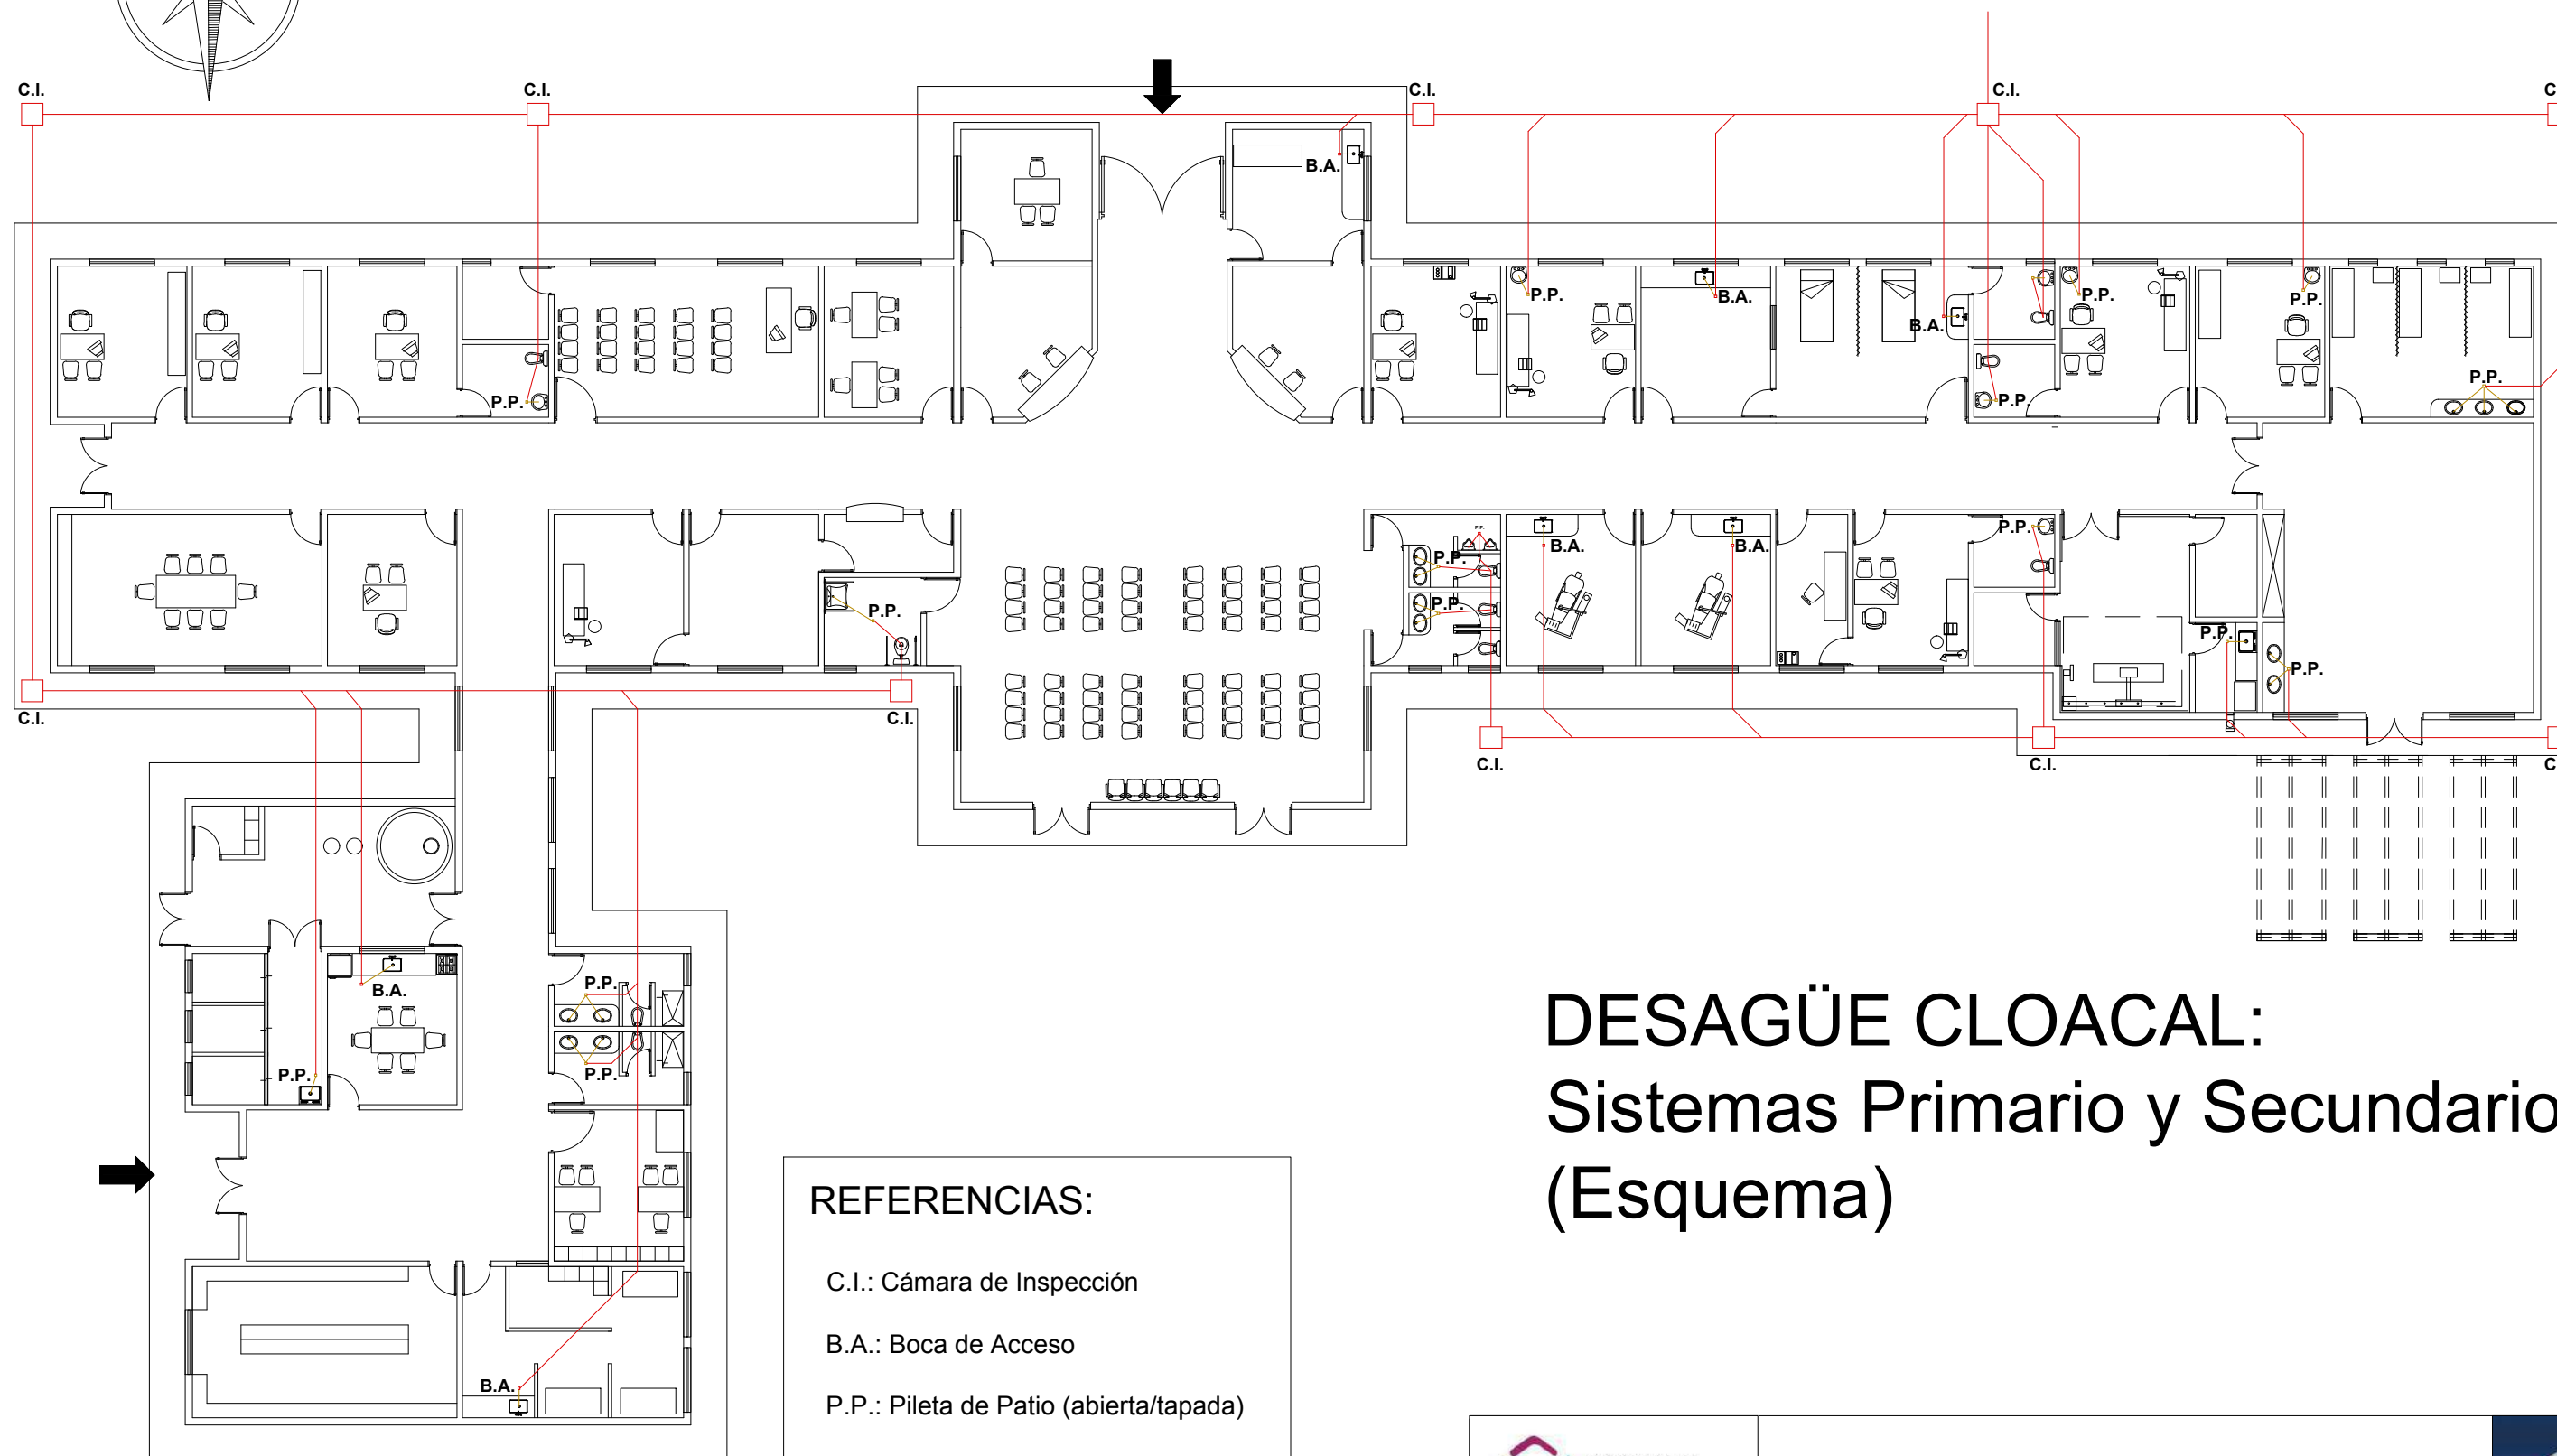 C.I.
C.I.
C.I.
C.I.
C
B.A.
P.P.
B.A.
P.P.
P.P.
B.A.
P.P.
P.P.
P.P.
P.P.
P.P.
B.A.
B.A.
P.P.
P.P.
P.P.
P.P.
P.P.
P.P.
C.I.
C.I.
C.I.
C.I.
C
P.P.
B.A.
P.P.
P.P.
B.A.
DESAGÜE CLOACAL:
Sistemas Primario y Secundario
(Esquema)
REFERENCIAS:
C.I.: Cámara de Inspección
B.A.: Boca de Acceso
P.P.: Pileta de Patio (abierta/tapada)